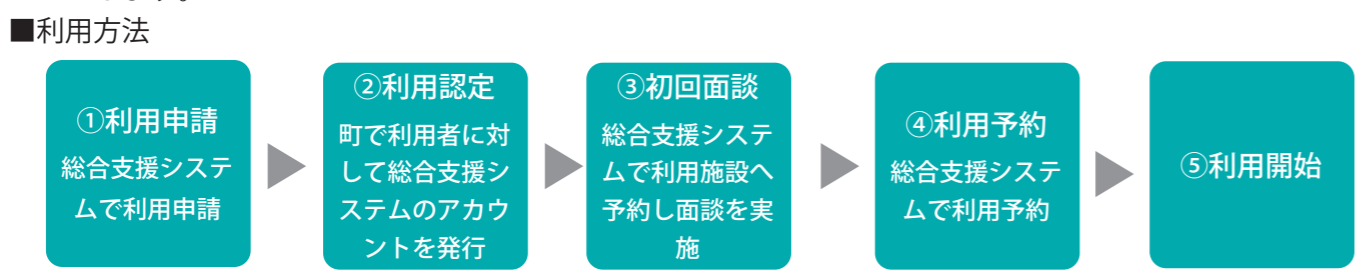 ■利用方法
①利用申請
総合支援システ
ムで利用申請
②利用認定
町で利用者に対
して総合支援シ
ステムのアカウ
ントを発行
③初回面談
総合支援システ
ムで利用施設へ
予約し面談を実
施
④利用予約
総合支援システ
ムで利用予約
⑤利用開始